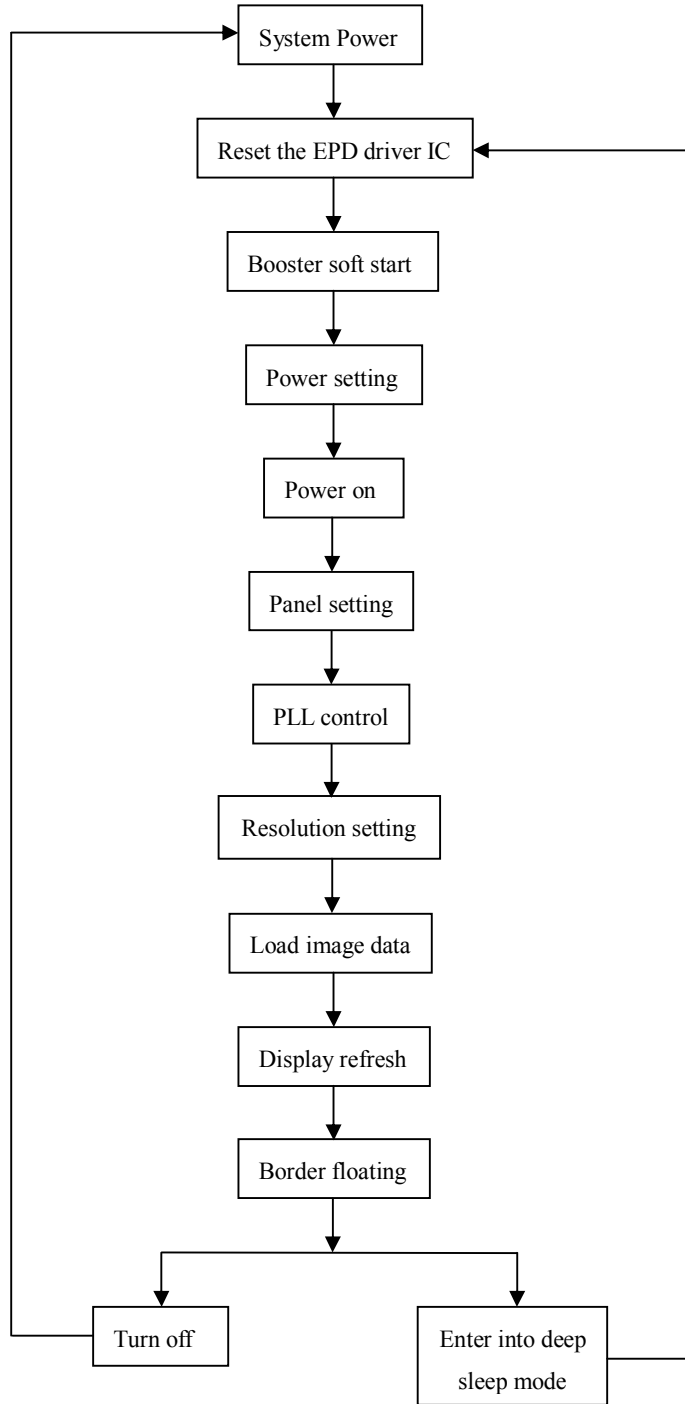 System Power
Reset the EPD driver IC
Booster soft start
Power setting
Power on
Panel setting
PLL control
Resolution setting
Load image data
Display refresh
Border floating
Turn off
Enter into deep
sleep mode